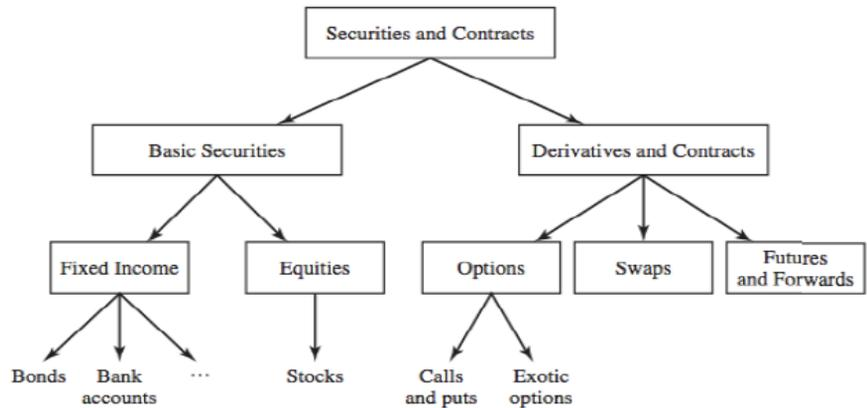 Securities and Contracts
Basic Securities
Derivatives and Contracts
Fixed Income
Equities
Options
Swaps
Futures
and Forwards
Bonds
Bank
accounts
...
Stocks
Calls
and puts
Exotic
options